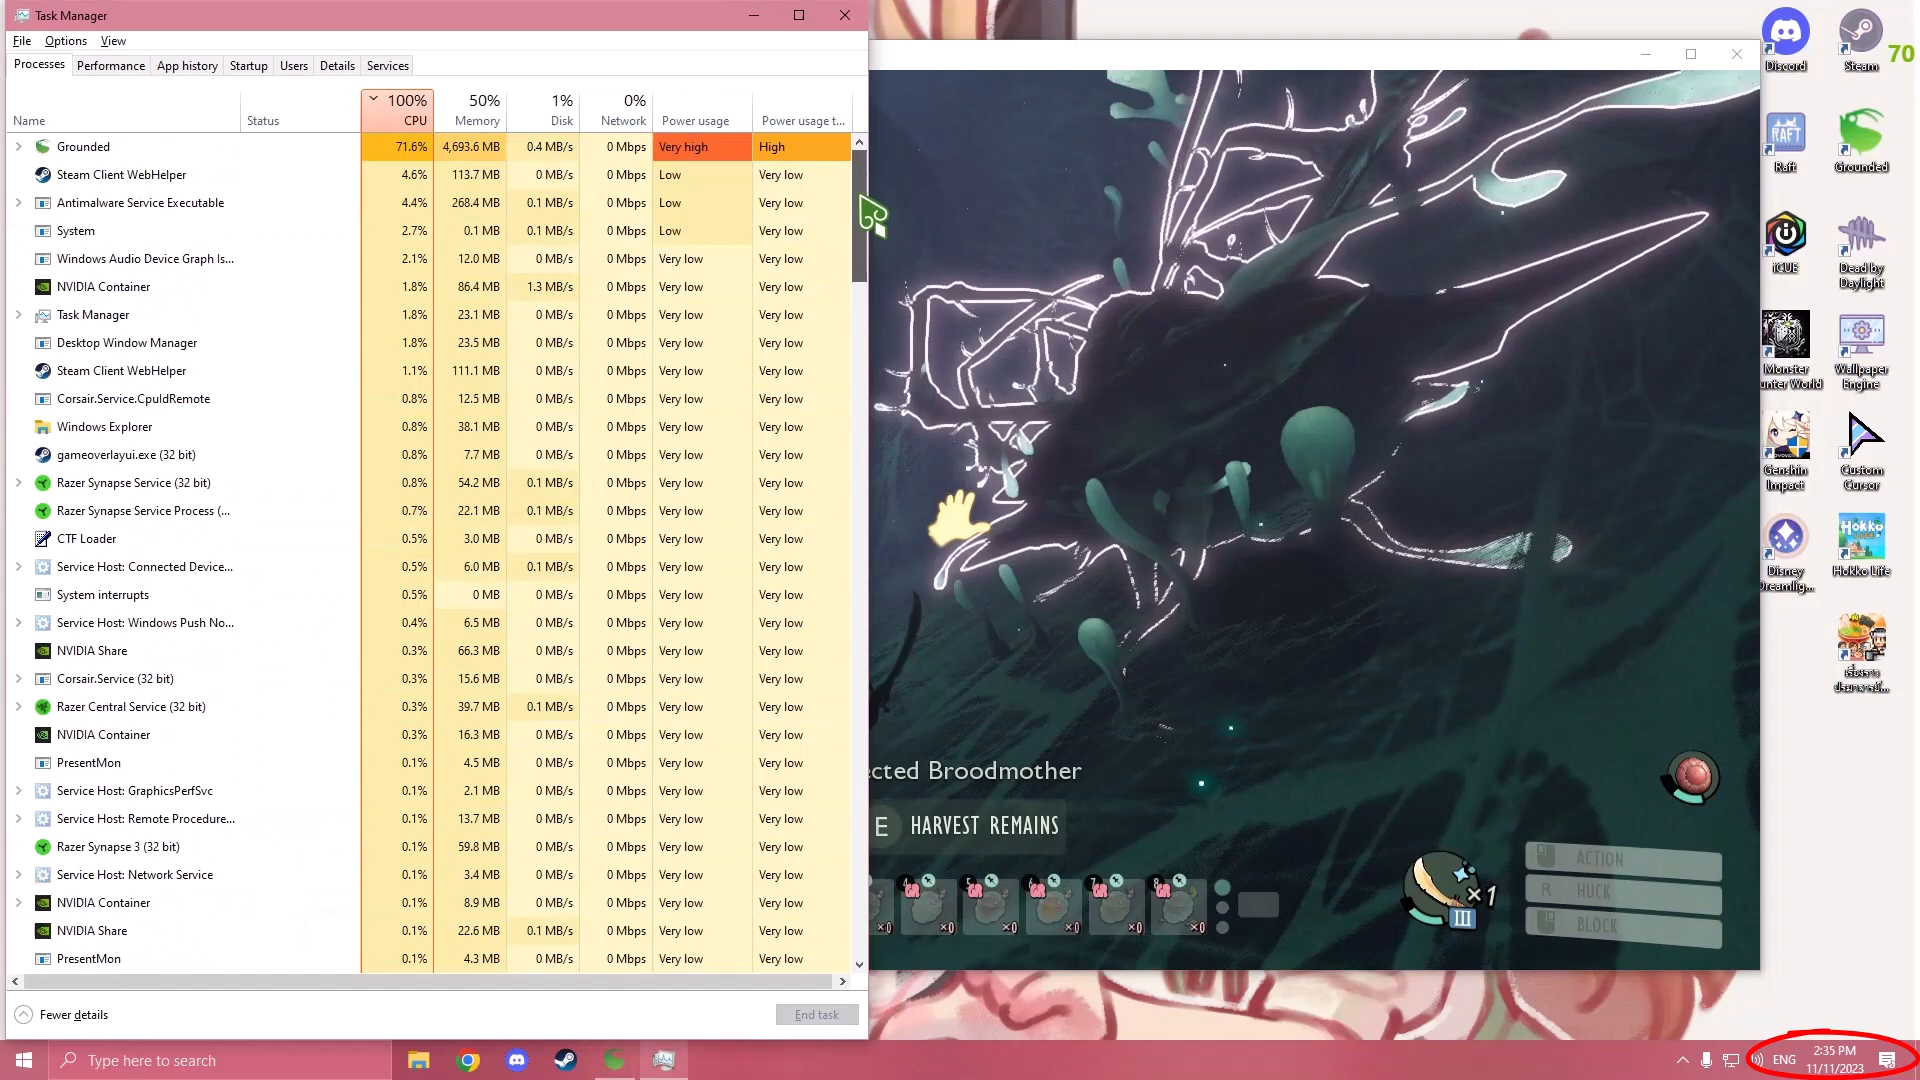 Task Manager
File Options View
Processes Performance App history Startup Users Details Services
100% 50% 1% 0%
Name Status CPU Memory Disk Network Power usage Power usage t...
Grounded 71.6% 4,693.6 MB 0.4 MB/s 0 Mbps Very high High
Steam Client WebHelper 4.6% 113.7 MB 0 MB/s 0 Mbps Low Very low
Antimalware Service Executable 4.4% 268.4 MB 0.1 MB/s 0 Mbps Low Very low
System 2.7% 0.1 MB 0.1 MB/s 0 Mbps Low Very low
Windows Audio Device Graph Is... 2.1% 12.0 MB 0 MB/s 0 Mbps Very low Very low
NVIDIA Container 1.8% 86.4 MB 1.3 MB/s 0 Mbps Very low Very low
Task Manager 1.8% 23.1 MB 0 MB/s 0 Mbps Very low Very low
Desktop Window Manager 1.8% 23.5 MB 0 MB/s 0 Mbps Very low Very low
Steam Client WebHelper 1.1% 111.1 MB 0 MB/s 0 Mbps Very low Very low
Corsair.Service.CpuIdRemote 0.8% 12.5 MB 0 MB/s 0 Mbps Very low Very low
Windows Explorer 0.8% 38.1 MB 0 MB/s 0 Mbps Very low Very low
gameoverlayui.exe (32 bit) 0.8% 7.7 MB 0 MB/s 0 Mbps Very low Very low
Razer Synapse Service (32 bit) 0.8% 54.2 MB 0.1 MB/s 0 Mbps Very low Very low
Razer Synapse Service Process (... 0.7% 22.1 MB 0.1 MB/s 0 Mbps Very low Very low
CTF Loader 0.5% 3.0 MB 0 MB/s 0 Mbps Very low Very low
Service Host: Connected Device... 0.5% 6.0 MB 0.1 MB/s 0 Mbps Very low Very low
System interrupts 0.5% 0 MB 0 MB/s 0 Mbps Very low Very low
Service Host: Windows Push No... 0.4% 6.5 MB 0 MB/s 0 Mbps Very low Very low
NVIDIA Share 0.3% 66.3 MB 0 MB/s 0 Mbps Very low Very low
Corsair.Service (32 bit) 0.3% 15.6 MB 0 MB/s 0 Mbps Very low Very low
Razer Central Service (32 bit) 0.3% 39.7 MB 0.1 MB/s 0 Mbps Very low Very low
NVIDIA Container 0.3% 16.3 MB 0 MB/s 0 Mbps Very low Very low
PresentMon 0.1% 4.5 MB 0 MB/s 0 Mbps Very low Very low
Service Host: GraphicsPerfSvc 0.1% 2.1 MB 0 MB/s 0 Mbps Very low Very low
Service Host: Remote Procedure... 0.1% 13.7 MB 0 MB/s 0 Mbps Very low Very low
Razer Synapse 3 (32 bit) 0.1% 59.8 MB 0 MB/s 0 Mbps Very low Very low
Service Host: Network Service 0.1% 3.4 MB 0 MB/s 0 Mbps Very low Very low
NVIDIA Container 0.1% 8.9 MB 0 MB/s 0 Mbps Very low Very low
NVIDIA Share 0.1% 22.6 MB 0.1 MB/s 0 Mbps Very low Very low
PresentMon 0.1% 4.3 MB 0 MB/s 0 Mbps Very low Very low
Fewer details End task
ected Broodmother
E HARVEST REMAINS
4 5 6 7 8
×0 ×0 ×0 ×0 ×0 ×0
×1
III
ACTION
R HUCK
BLOCK
70
Discord Steam
RAFT
Raft Grounded
iCUE Dead by
Daylight
Monster Wallpaper
unter World Engine
Genshin Custom
Impact Cursor
Hokko
LIFE
Disney Hokko Life
Dreamlig...
Type here to search
ENG 2:35 PM
11/11/2023